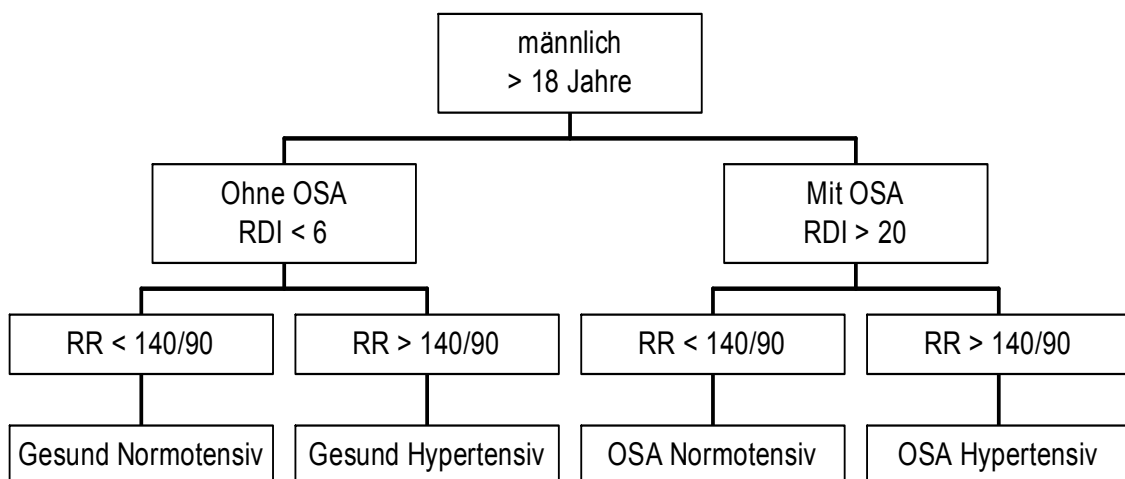 männlich
> 18 Jahre
Ohne OSA
RDI < 6
Mit OSA
RDI > 20
RR < 140/90
RR > 140/90
RR < 140/90
RR > 140/90
Gesund Normotensiv
Gesund Hypertensiv
OSA Normotensiv
OSA Hypertensiv